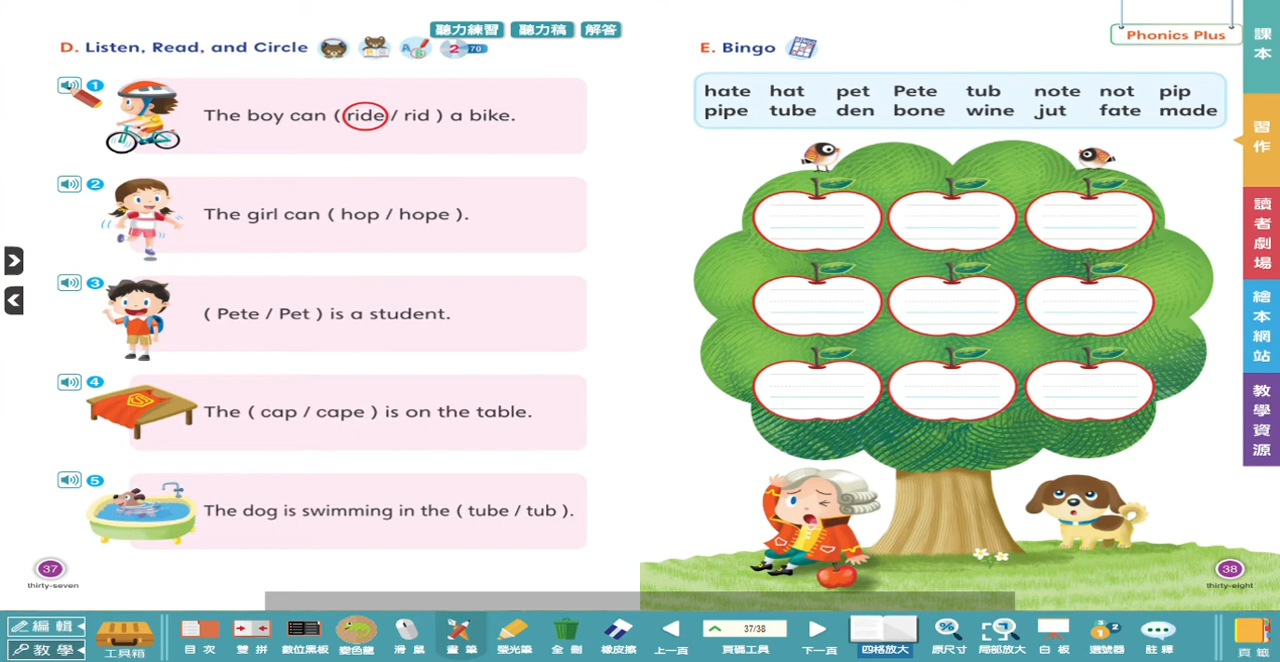 聽力練習 聽力稿 解答
D. Listen, Read, and Circle
2 70
1
The boy can ( ride / rid ) a bike.
2
The girl can ( hop / hope ).
3
( Pete / Pet ) is a student.
4
The ( cap / cape ) is on the table.
5
The dog is swimming in the ( tube / tub ).
37
thirty-seven
E. Bingo
Phonics Plus
hate hat pet Pete tub note not pip
pipe tube den bone wine jut fate made
38
thirty-eight
課本
習作
讀者劇場
繪本網站
教學資源
編輯
教學
工具箱
目次
雙拼
數位黑板
變色龍
滑鼠
畫筆
螢光筆
全刪
橡皮擦
上一頁
37/38
頁碼工具
下一頁
四格放大
原尺寸
局部放大
白板
選號器
註釋
頁籤